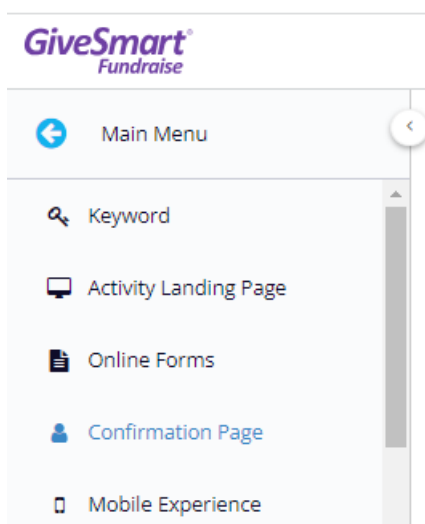 GiveSmart®
Fundraise
Main Menu
Keyword
Activity Landing Page
Online Forms
Confirmation Page
Mobile Experience